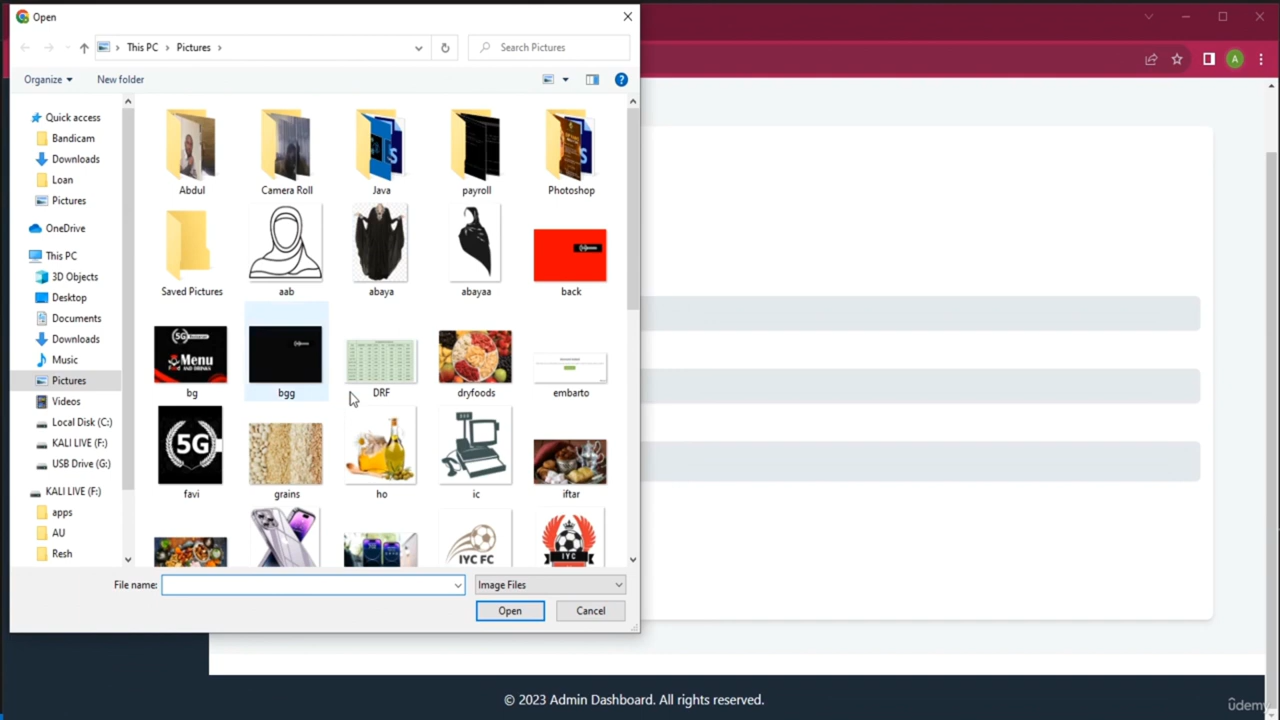 Open
This PC > Pictures >
Search Pictures
Organize
New folder
Quick access
Bandicam
Downloads
Loan
Pictures
OneDrive
This PC
3D Objects
Desktop
Documents
Downloads
Music
Pictures
Videos
Local Disk (C:)
KALI LIVE (F:)
USB Drive (G:)
KALI LIVE (F:)
apps
AU
Resh
Abdul
Camera Roll
Java
payroll
Photoshop
Saved Pictures
aab
abaya
abayaa
back
5G
Menu
FOOD AND DRINKS
bg
bgg
DRF
dryfoods
embarto
5G
favi
grains
ho
ic
iftar
IYC FC
IYC
File name:
Image Files
Open
Cancel
A
© 2023 Admin Dashboard. All rights reserved.
ûdemy